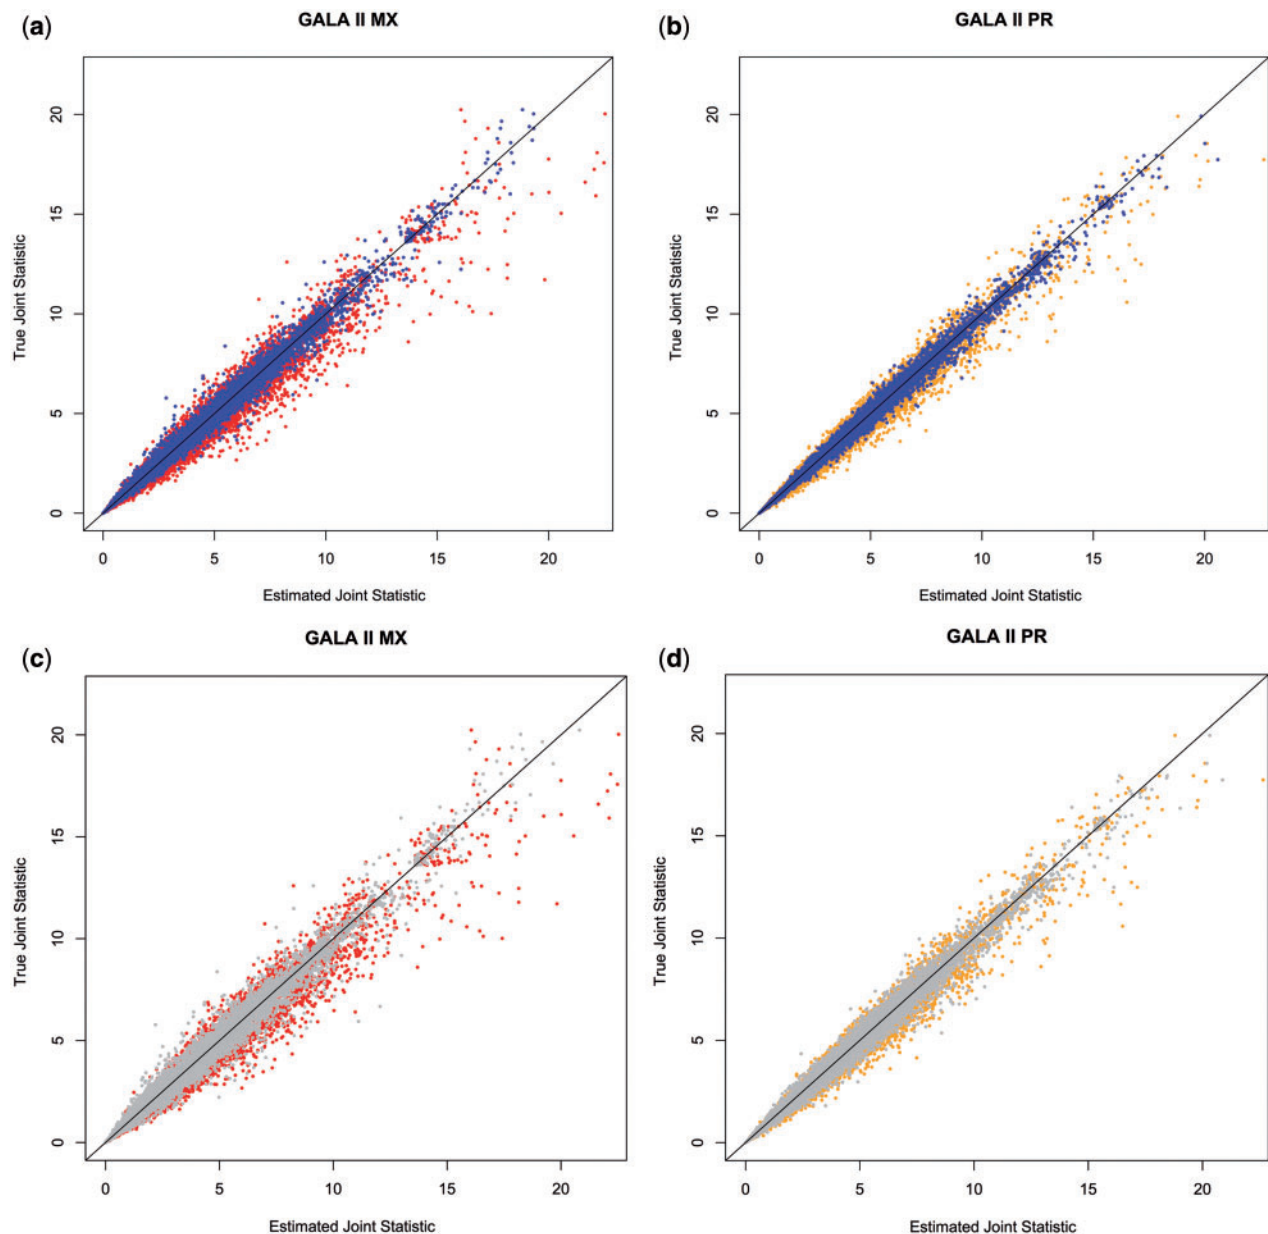 (a) GALA II MX
True Joint Statistic
20
15
10
5
0
0 5 10 15 20
Estimated Joint Statistic
(b) GALA II PR
True Joint Statistic
20
15
10
5
0
0 5 10 15 20
Estimated Joint Statistic
(c) GALA II MX
True Joint Statistic
20
15
10
5
0
0 5 10 15 20
Estimated Joint Statistic
(d) GALA II PR
True Joint Statistic
20
15
10
5
0
0 5 10 15 20
Estimated Joint Statistic